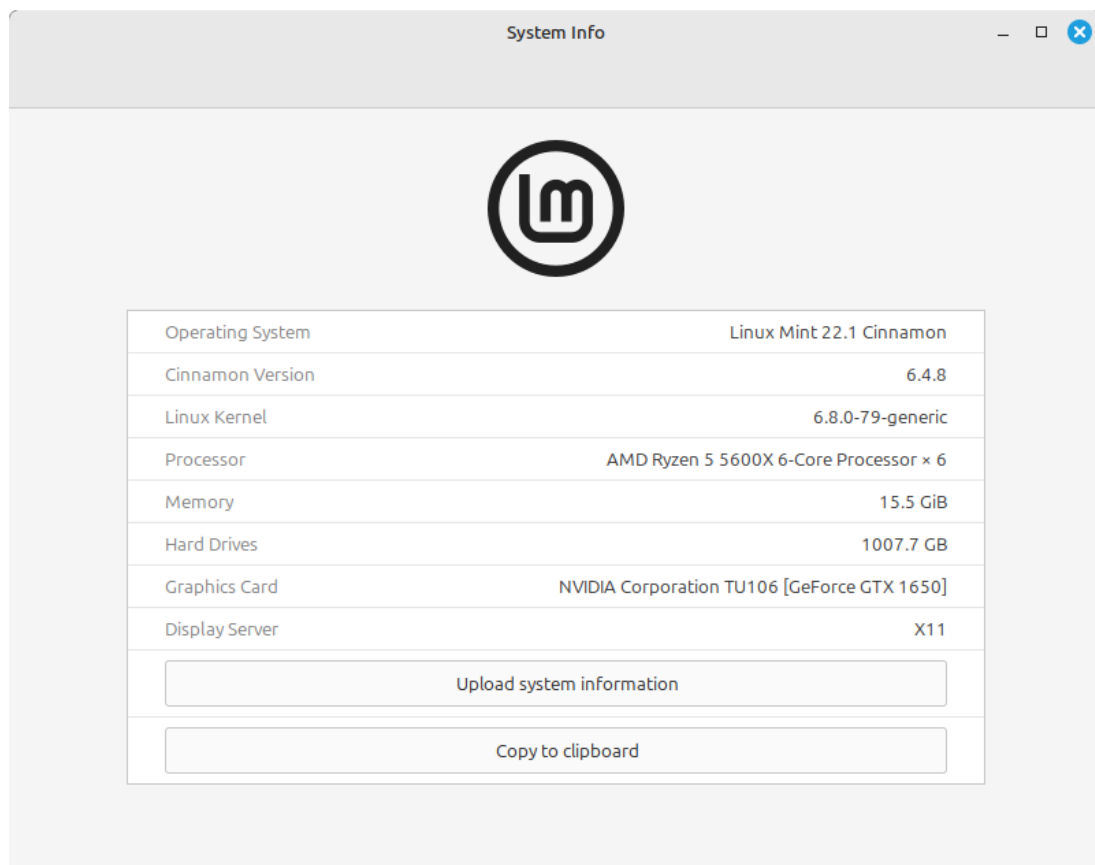 System Info
lm
Operating System Linux Mint 22.1 Cinnamon
Cinnamon Version 6.4.8
Linux Kernel 6.8.0-79-generic
Processor AMD Ryzen 5 5600X 6-Core Processor × 6
Memory 15.5 GiB
Hard Drives 1007.7 GB
Graphics Card NVIDIA Corporation TU106 [GeForce GTX 1650]
Display Server X11
Upload system information
Copy to clipboard